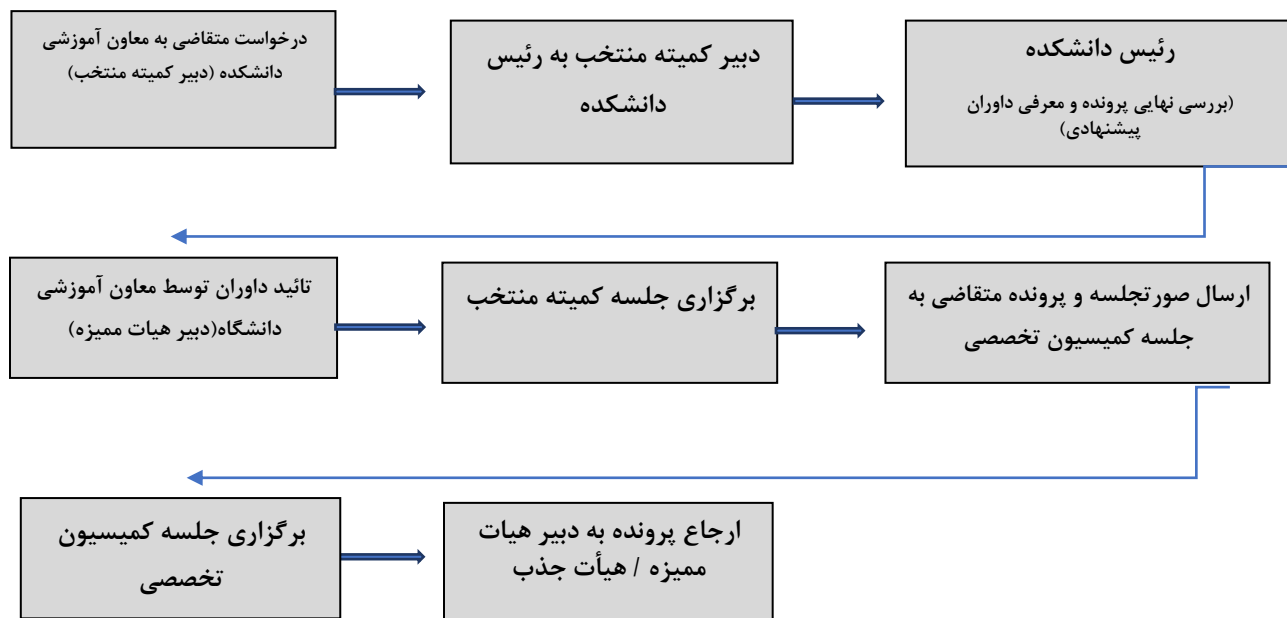 درخواست متقاضی به معاون آموزشی
دانشکده (دبیر کمیته منتخب)
دبیر کمیته منتخب به رئیس
دانشکده
رئیس دانشکده
(بررسی نهایی پرونده و معرفی داوران
پیشنهادی)
تائید داوران توسط معاون آموزشی
دانشگاه(دبیر هیات ممیزه)
برگزاری جلسه کمیته منتخب
ارسال صورتجلسه و پرونده متقاضی به
جلسه کمیسیون تخصصی
برگزاری جلسه کمیسیون
تخصصی
ارجاع پرونده به دبیر هیات
ممیزه / هیأت جذب